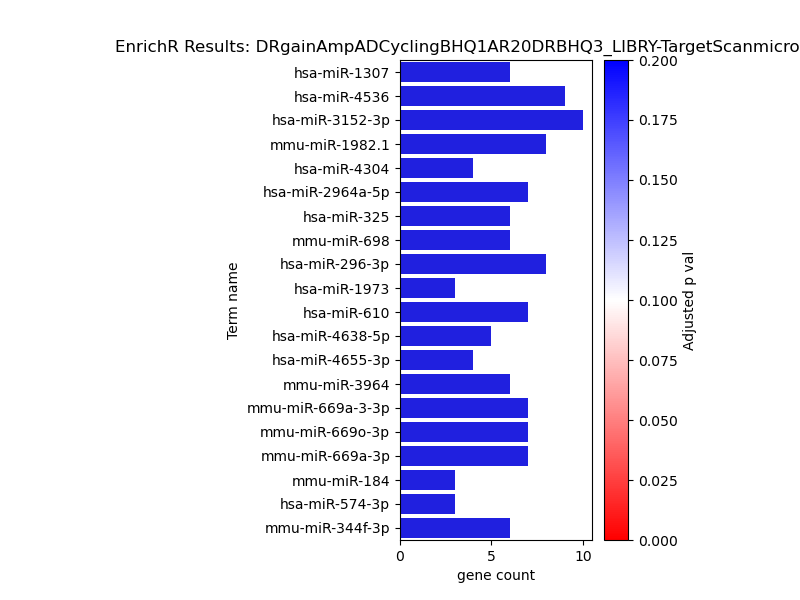 EnrichR Results: DRgainAmpADCyclingBHQ1AR20DRBHQ3_LIBRY-TargetScanmicro
hsa-miR-1307
hsa-miR-4536
hsa-miR-3152-3p
mmu-miR-1982.1
hsa-miR-4304
hsa-miR-2964a-5p
hsa-miR-325
mmu-miR-698
hsa-miR-296-3p
hsa-miR-1973
hsa-miR-610
hsa-miR-4638-5p
hsa-miR-4655-3p
mmu-miR-3964
mmu-miR-669a-3-3p
mmu-miR-669o-3p
mmu-miR-669a-3p
mmu-miR-184
hsa-miR-574-3p
mmu-miR-344f-3p
Term name
0 5 10
gene count
0.200
0.175
0.150
0.125
0.100
0.075
0.050
0.025
0.000
Adjusted p val